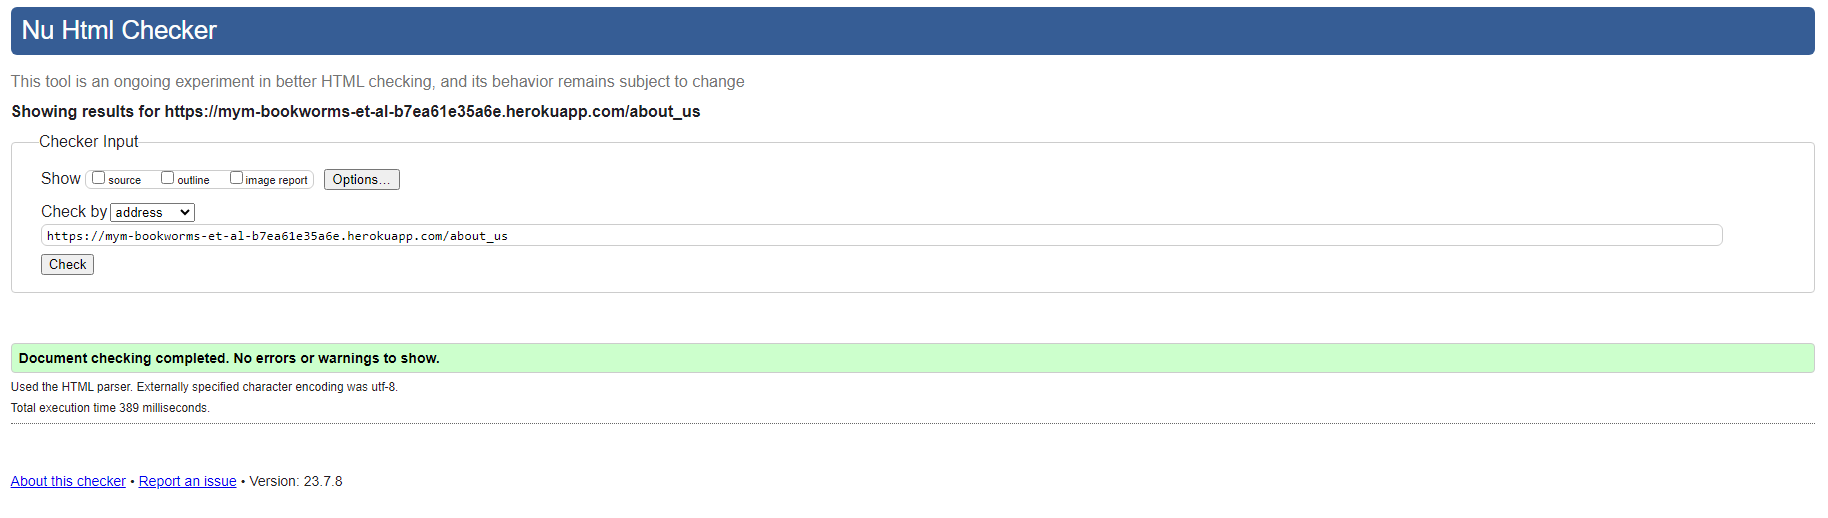 Nu Html Checker
This tool is an ongoing experiment in better HTML checking, and its behavior remains subject to change
Showing results for https://mym-bookworms-et-al-b7ea61e35a6e.herokuapp.com/about_us
Checker Input
Show source outline image report Options...
Check by address
https://mym-bookworms-et-al-b7ea61e35a6e.herokuapp.com/about_us
Check
Document checking completed. No errors or warnings to show.
Used the HTML parser. Externally specified character encoding was utf-8.
Total execution time 389 milliseconds.
About this checker • Report an issue • Version: 23.7.8